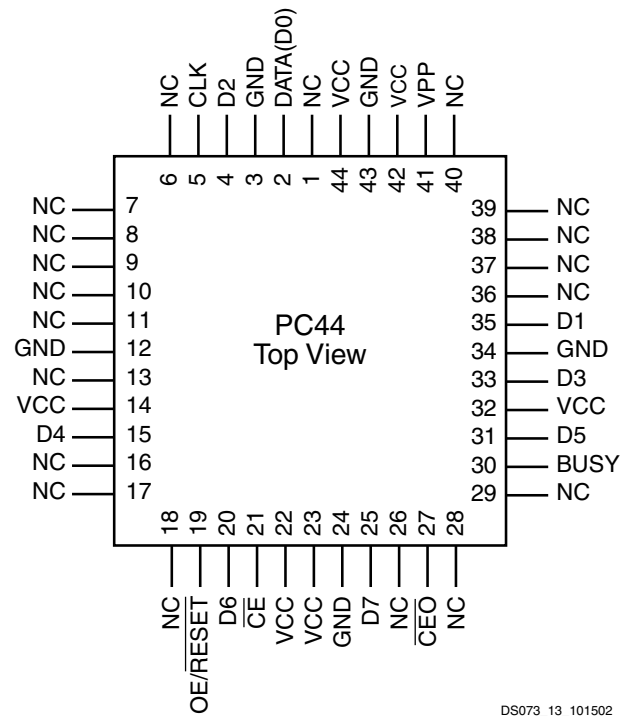 NC CLK D2 GND DATA(D0) NC VCC GND VCC VPP NC
6 5 4 3 2 1 44 43 42 41 40
NC 7 39 NC
NC 8 38 NC
NC 9 37 NC
NC 10 36 NC
NC 11 35 D1
GND 12 34 GND
NC 13 33 D3
VCC 14 32 VCC
D4 15 31 D5
NC 16 30 BUSY
NC 17 29 NC
PC44
Top View
18 19 20 21 22 23 24 25 26 27 28
NC OE/RESET D6 CE VCC VCC GND D7 NC CEO NC
DS073_13_101502